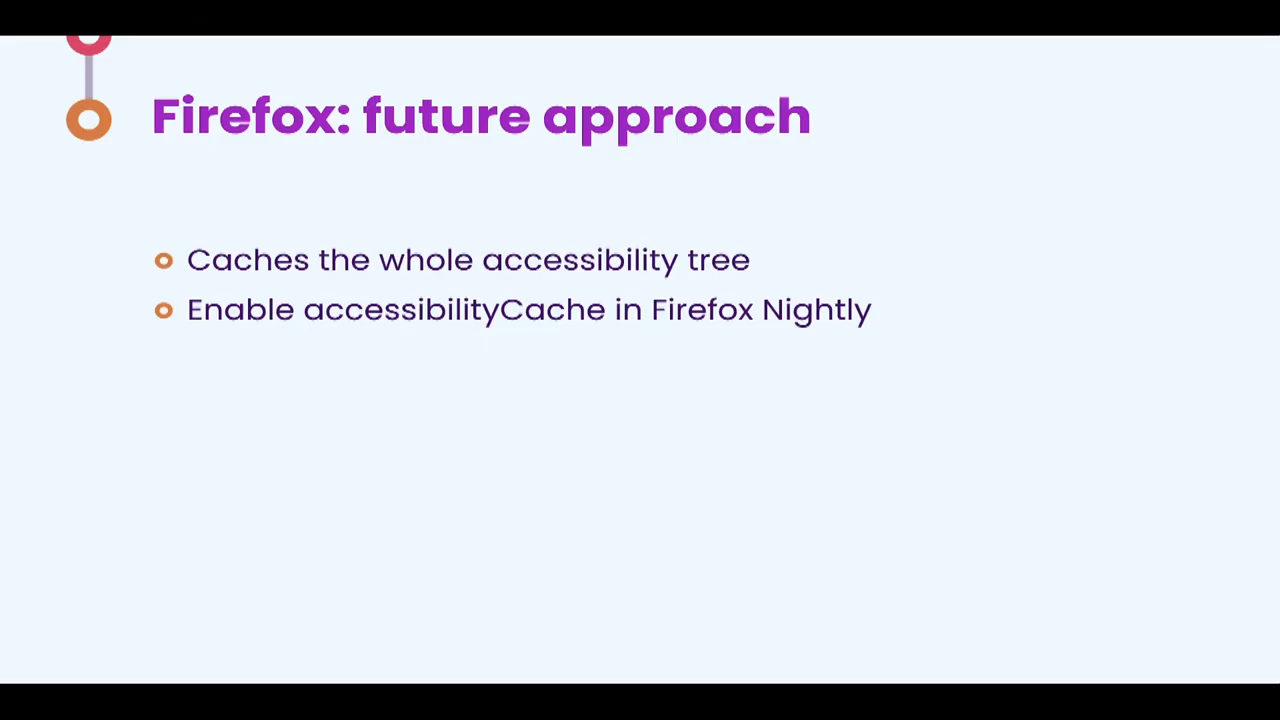 Firefox: future approach
Caches the whole accessibility tree
Enable accessibilityCache in Firefox Nightly